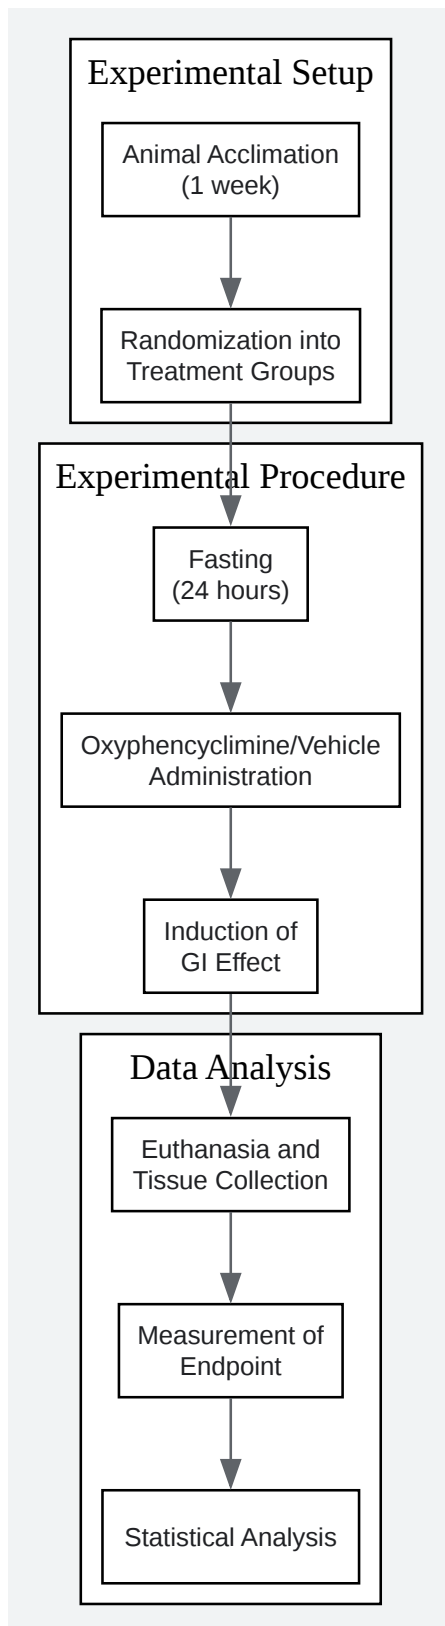 Experimental Setup
Animal Acclimation
(1 week)
Randomization into
Treatment Groups
Experimental Procedure
Fasting
(24 hours)
Oxyphencyclimine/Vehicle
Administration
Induction of
GI Effect
Data Analysis
Euthanasia and
Tissue Collection
Measurement of
Endpoint
Statistical Analysis